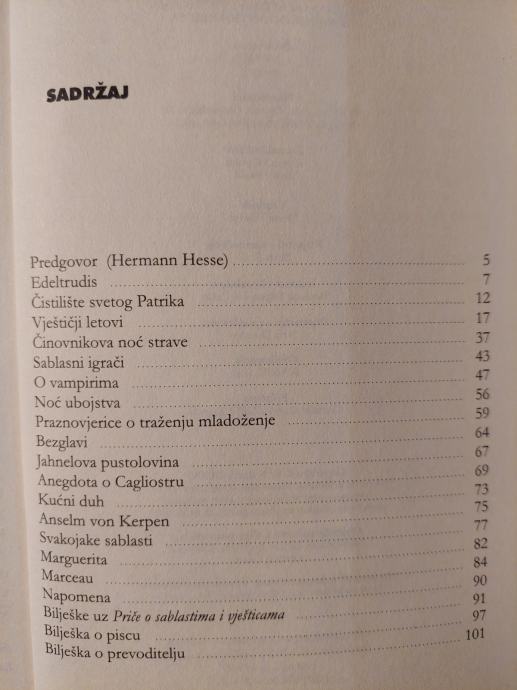 SADRŽAJ
Predgovor (Hermann Hesse) 5
Edeltrudis 7
Čistilište svetog Patrika 12
Vještičji letovi 17
Činovnikova noć strave 37
Sablasni igrači 43
O vampirima 47
Noć ubojstva 56
Praznovjerice o traženju mladoženje 59
Bezglavi 64
Jahnelova pustolovina 67
Anegdota o Cagliostru 69
Kućni duh 73
Anselm von Kerpen 75
Svakojake sablasti 77
Marguerita 82
Marceau 84
Napomena 90
Bilješke uz Priče o sablastima i vješticama 91
Bilješka o piscu 97
Bilješka o prevoditelju 101